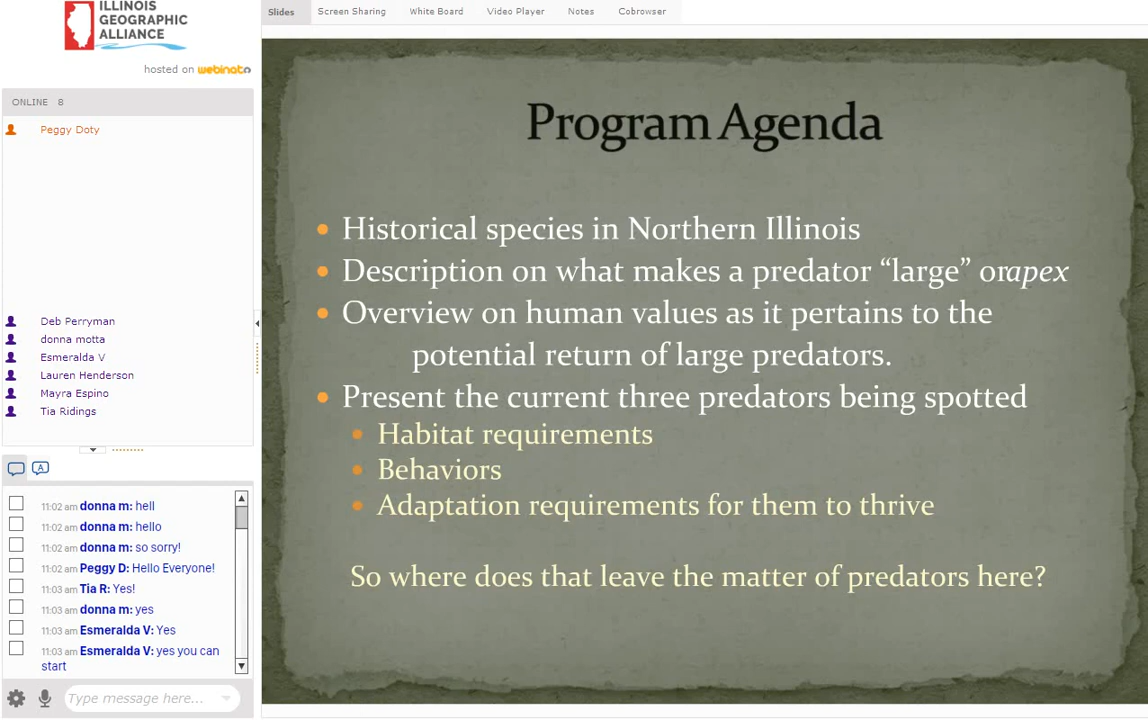 ILLINOIS
GEOGRAPHIC
ALLIANCE
hosted on webinato
ONLINE 8
Peggy Doty
Deb Perryman
donna motta
Esmeralda V
Lauren Henderson
Mayra Espino
Tia Ridings
A
11:02 am donna m: hell
11:02 am donna m: hello
11:02 am donna m: so sorry!
11:02 am Peggy D: Hello Everyone!
11:03 am Tia R: Yes!
11:03 am donna m: yes
11:03 am Esmeralda V: Yes
11:03 am Esmeralda V: yes you can
start
Type message here...
Slides Screen Sharing White Board Video Player Notes Cobrowser
Program Agenda
Historical species in Northern Illinois
Description on what makes a predator “large” orapex
Overview on human values as it pertains to the
potential return of large predators.
Present the current three predators being spotted
Habitat requirements
Behaviors
Adaptation requirements for them to thrive
So where does that leave the matter of predators here?